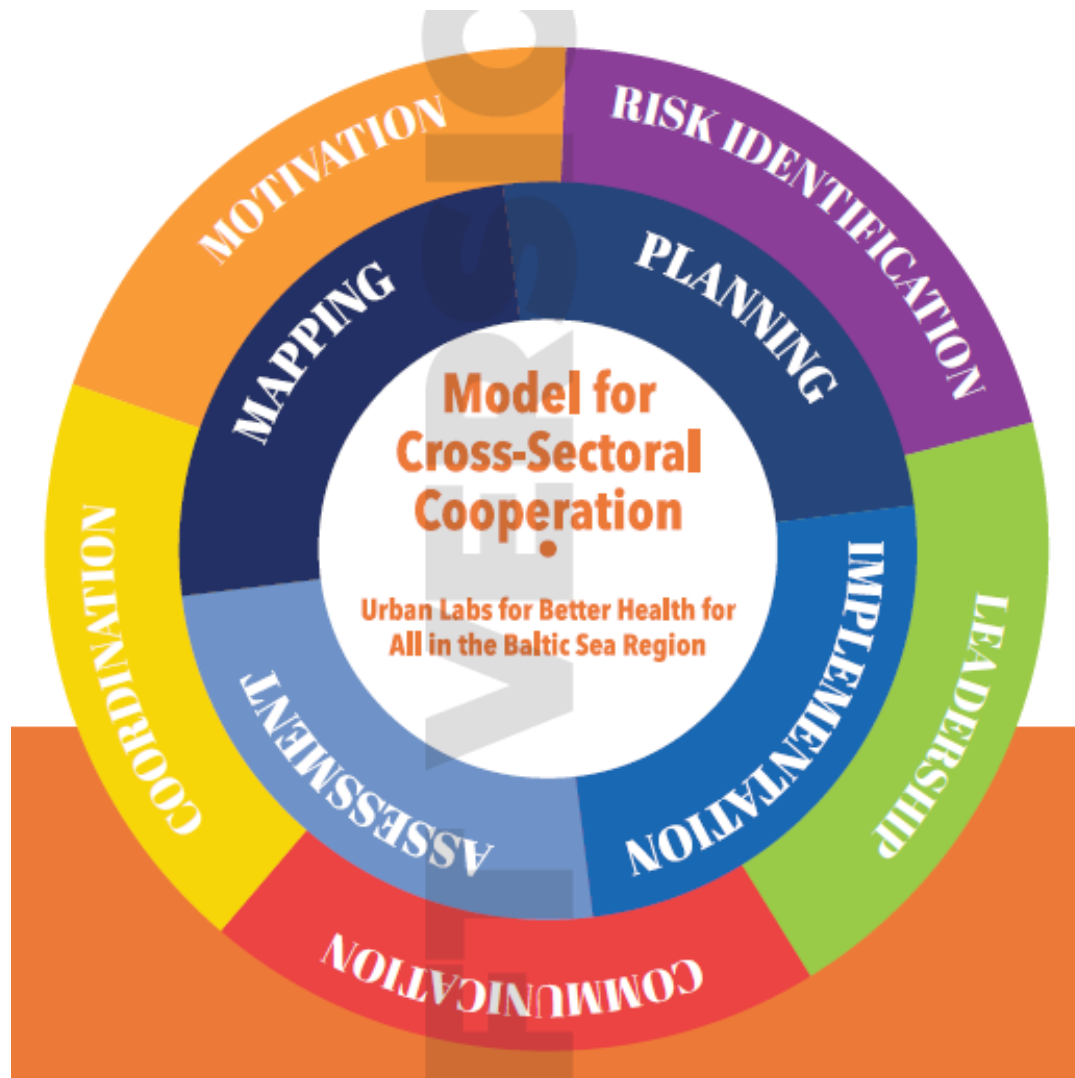 MOTIVATION
RISK IDENTIFICATION
MAPPING
PLANNING
Model for
Cross-Sectoral
Cooperation
•
Urban Labs for Better Health for
All in the Baltic Sea Region
COORDINATION
IMPLEMENTATION
LEADERSHIP
ASSESSMENT
COMMUNICATION